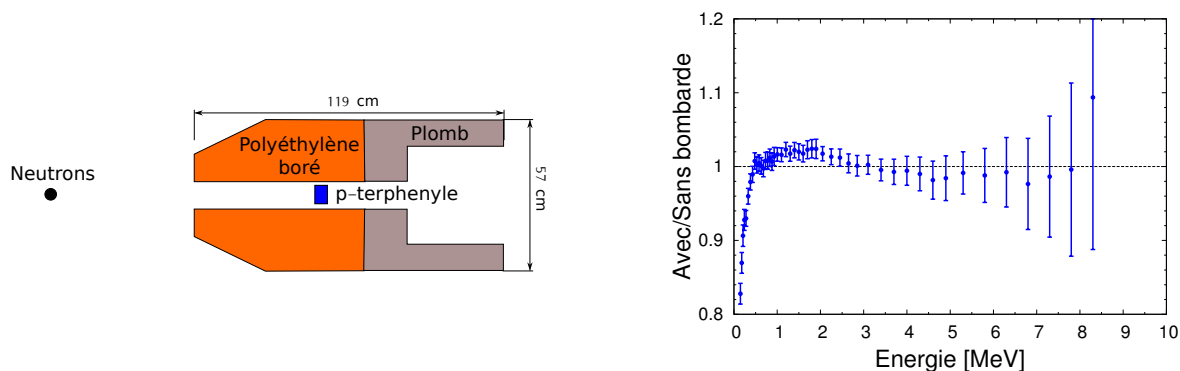 119 cm
Plomb
Polyéthylène
boré
Neutrons
p-terphenyle
57 cm
1.2
1.1
1
0.9
0.8
Avec/Sans bombarde
0 1 2 3 4 5 6 7 8 9 10
Energie [MeV]